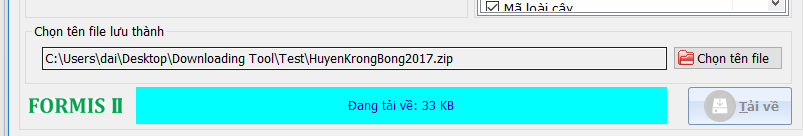 Mã loài cây
Chọn tên file lưu thành
C:\Users\dai\Desktop\Downloading Tool\Test\HuyenKrongBong2017.zip
Chọn tên file
FORMIS II
Đang tải về: 33 KB
Tải về